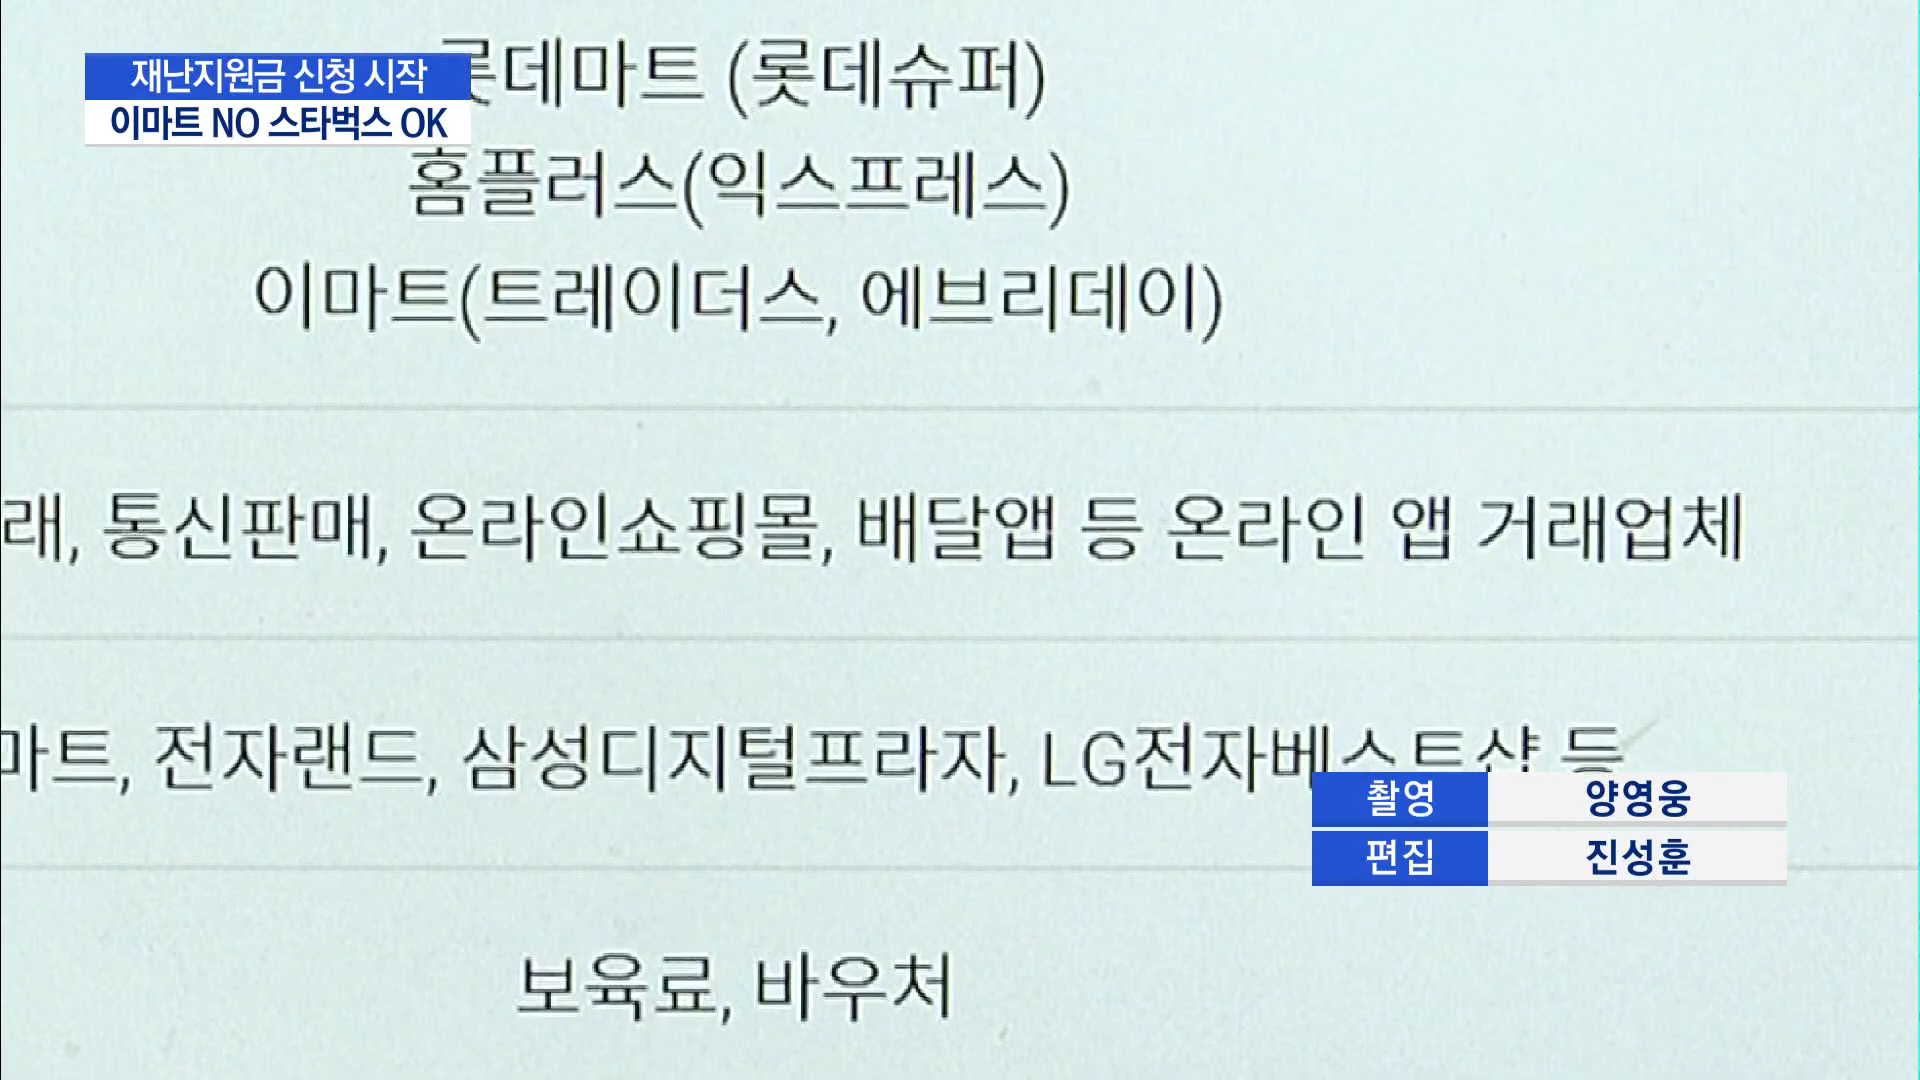 재난지원금 신청 시작
이마트 NO 스타벅스 OK
롯데마트 (롯데슈퍼)
홈플러스(익스프레스)
이마트(트레이더스, 에브리데이)
래, 통신판매, 온라인쇼핑몰, 배달앱 등 온라인 앱 거래업체
마트, 전자랜드, 삼성디지털프라자, LG전자베스트샵 등
촬영 양영웅
편집 진성훈
보육료, 바우처